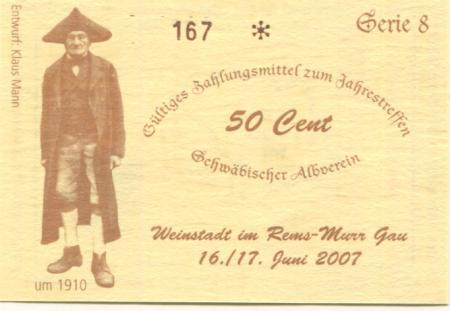 Entwurf: Klaus Mann
167 *
Serie 8
Gültiges Zahlungsmittel zum Jahrestreffen
50 Cent
Schwäbischer Albverein
Weinstadt im Rems-Murr Gau
16./17. Juni 2007
um 1910